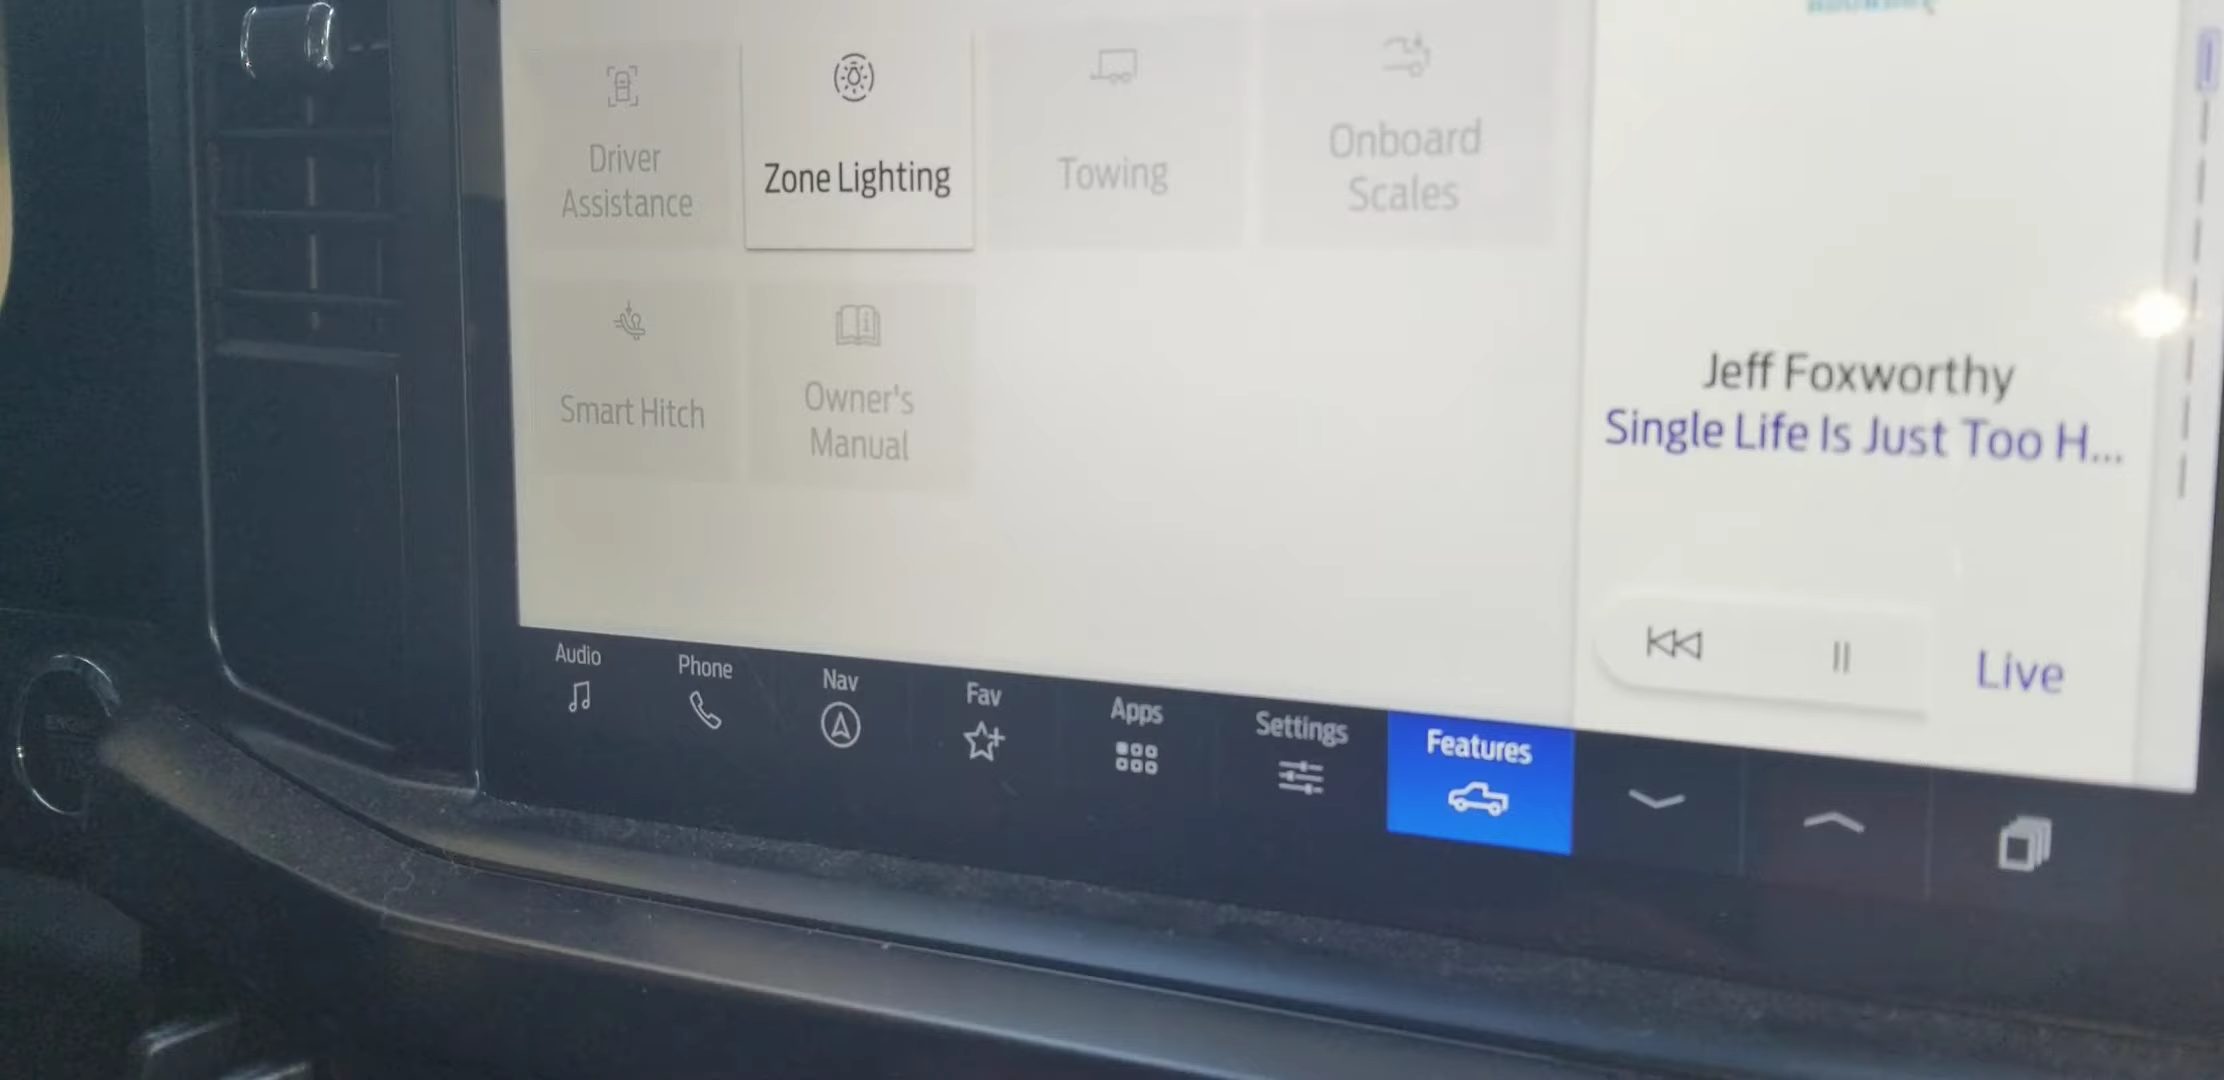 Driver
Assistance
Zone Lighting
Towing
Onboard
Scales
Smart Hitch
Owner's
Manual
Jeff Foxworthy
Single Life Is Just Too H...
Live
Audio
Phone
Nav
Fav
Apps
Settings
Features